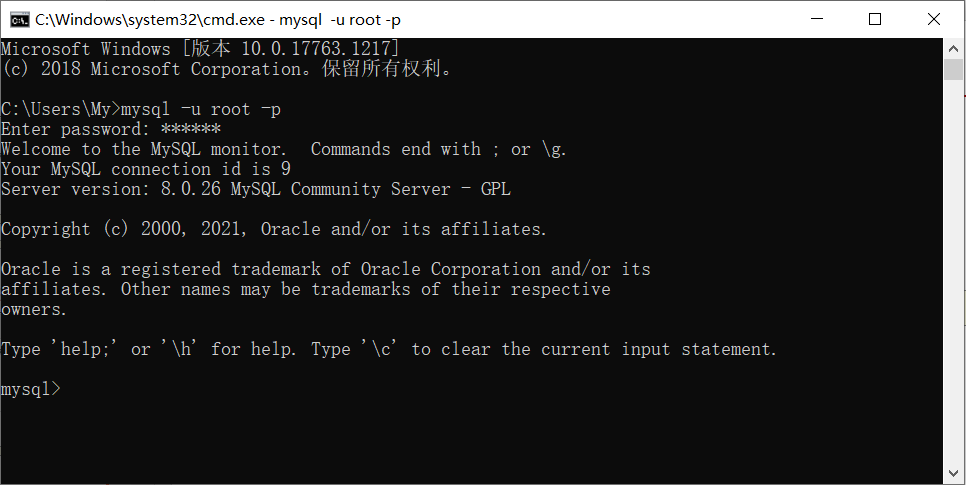 C:\Windows\system32\cmd.exe - mysql  -u root -p
Microsoft Windows [版本 10.0.17763.1217]
(c) 2018 Microsoft Corporation。保留所有权利。
C:\Users\My>mysql -u root -p
Enter password: ******
Welcome to the MySQL monitor.  Commands end with ; or \g.
Your MySQL connection id is 9
Server version: 8.0.26 MySQL Community Server - GPL
Copyright (c) 2000, 2021, Oracle and/or its affiliates.
Oracle is a registered trademark of Oracle Corporation and/or its
affiliates. Other names may be trademarks of their respective
owners.
Type 'help;' or '\h' for help. Type '\c' to clear the current input statement.
mysql>